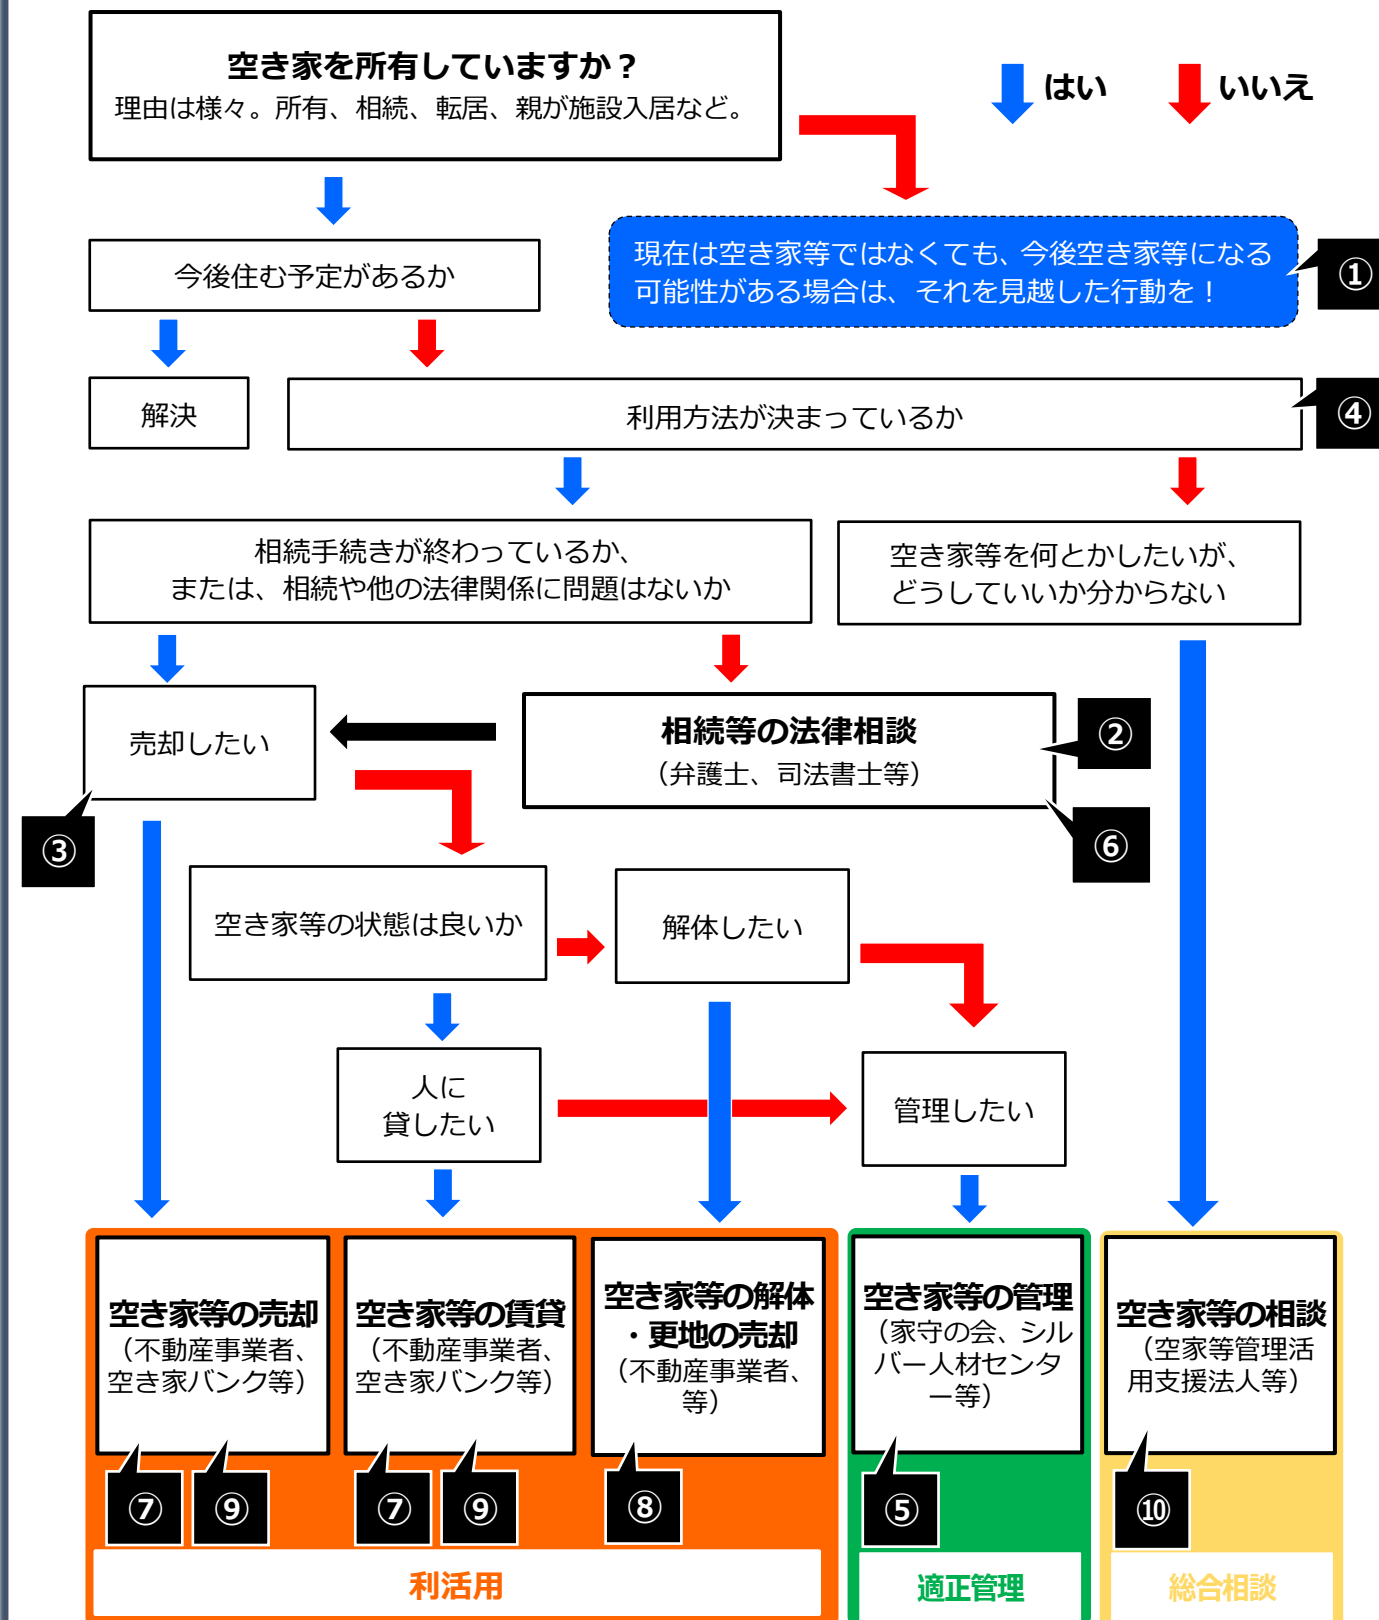 空き家を所有していますか？
理由は様々。所有、相続、転居、親が施設入居など。
はい
いいえ
今後住む予定があるか
現在は空き家等ではなくても、今後空き家等になる
可能性がある場合は、それを見越した行動を！
①
解決
利用方法が決まっているか
④
相続手続きが終わっているか、
または、相続や他の法律関係に問題はないか
空き家等を何とかしたいが、
どうしていいか分からない
売却したい
相続等の法律相談
（弁護士、司法書士等）
②
③
⑥
空き家等の状態は良いか
解体したい
人に
貸したい
管理したい
空き家等の売却
（不動産事業者、
空き家バンク等）
空き家等の賃貸
（不動産事業者、
空き家バンク等）
空き家等の解体
・更地の売却
（不動産事業者、
等）
空き家等の管理
（家守の会、シル
バー人材センタ
ー等）
空き家等の相談
（空家等管理活
用支援法人等）
⑦
⑨
⑦
⑨
⑧
⑤
⑩
利活用
適正管理
総合相談